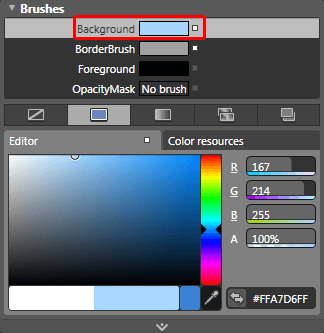 Brushes
Background
BorderBrush
Foreground
OpacityMask No brush
Editor Color resources
R 167
G 214
B 255
A 100%
#FFA7D6FF